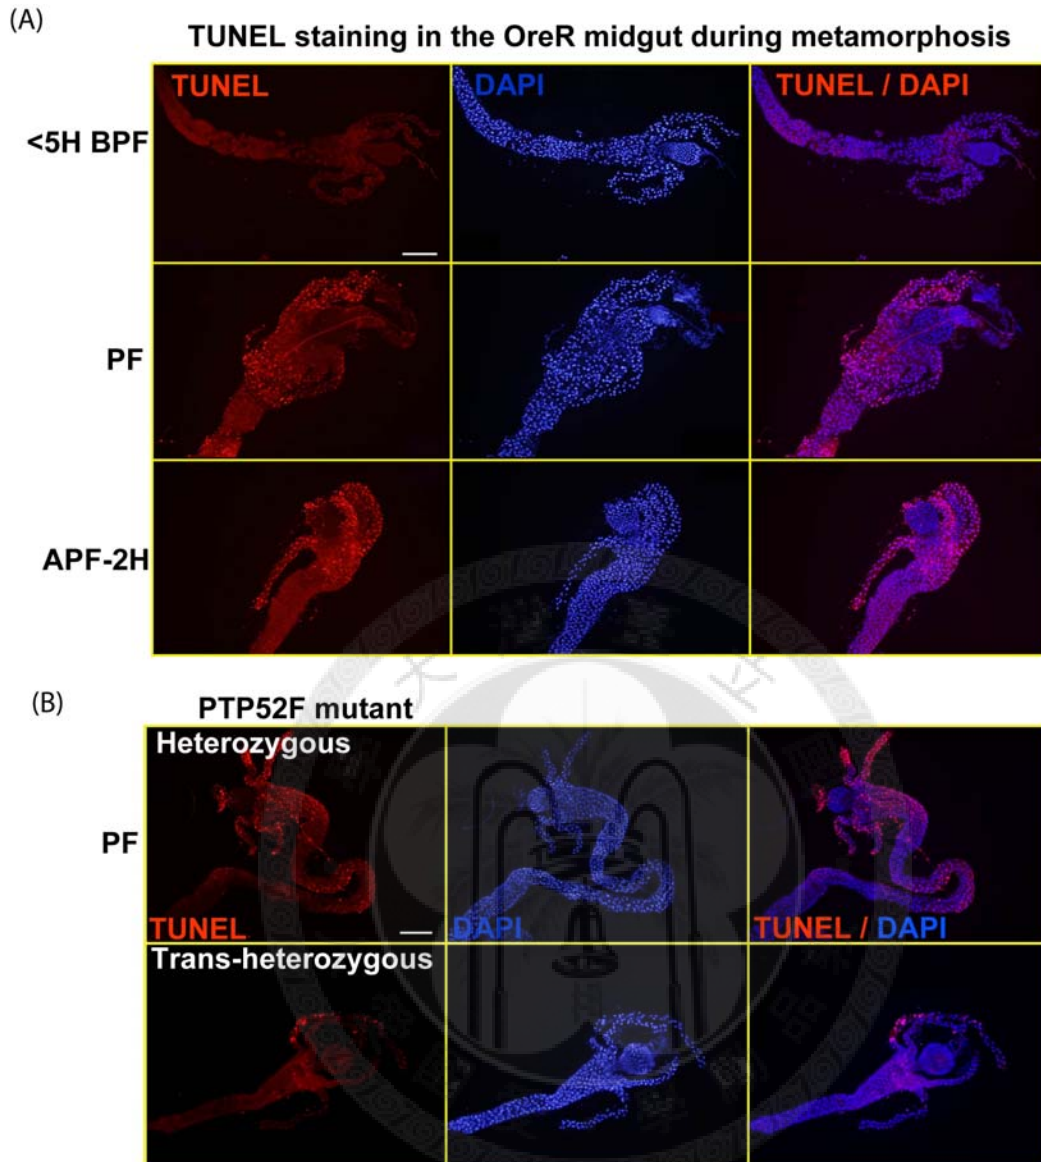 (A)
TUNEL staining in the OreR midgut during metamorphosis
TUNEL
DAPI
TUNEL / DAPI
<5H BPF
PF
APF-2H
(B)
PTP52F mutant
Heterozygous
PF
TUNEL
DAPI
TUNEL / DAPI
Trans-heterozygous